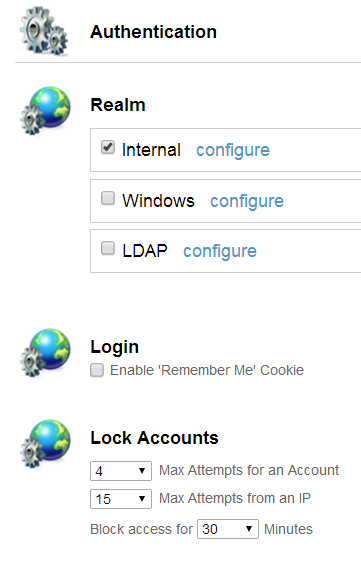 Authentication
Realm
Internal configure
Windows configure
LDAP configure
Login
Enable 'Remember Me' Cookie
Lock Accounts
4 Max Attempts for an Account
15 Max Attempts from an IP
Block access for 30 Minutes